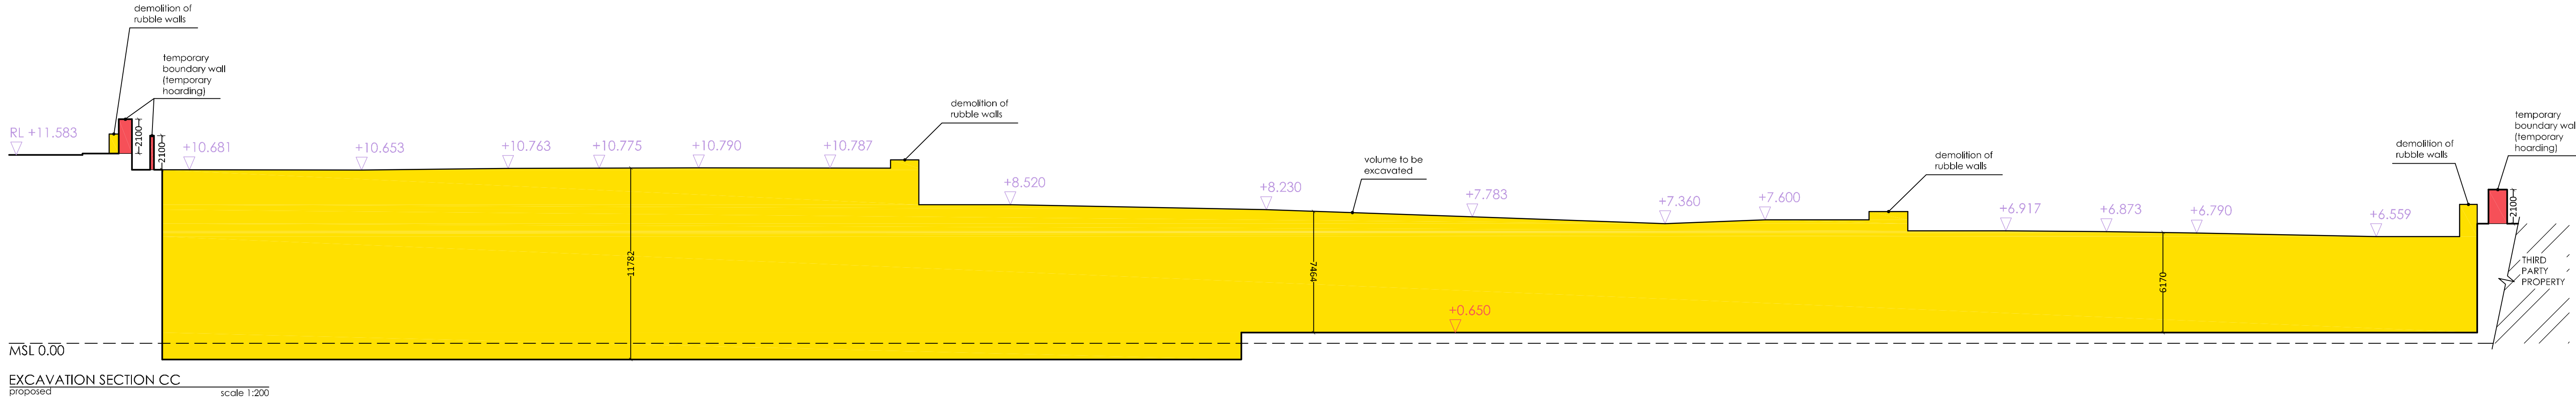 demolition of
rubble walls
temporary
boundary wall
(temporary
hoarding)
RL +11.583
2100
2100
+10.681
+10.653
+10.763
+10.775
+10.790
+10.787
demolition of
rubble walls
+8.520
+8.230
volume to be
excavated
+7.783
+7.360
+7.600
demolition of
rubble walls
+6.917
+6.873
+6.790
+6.559
demolition of
rubble walls
temporary
boundary wal
(temporary
hoarding)
2100
11782
7464
6170
+0.650
THIRD
PARTY
PROPERTY
MSL 0.00
EXCAVATION SECTION CC
proposed scale 1:200